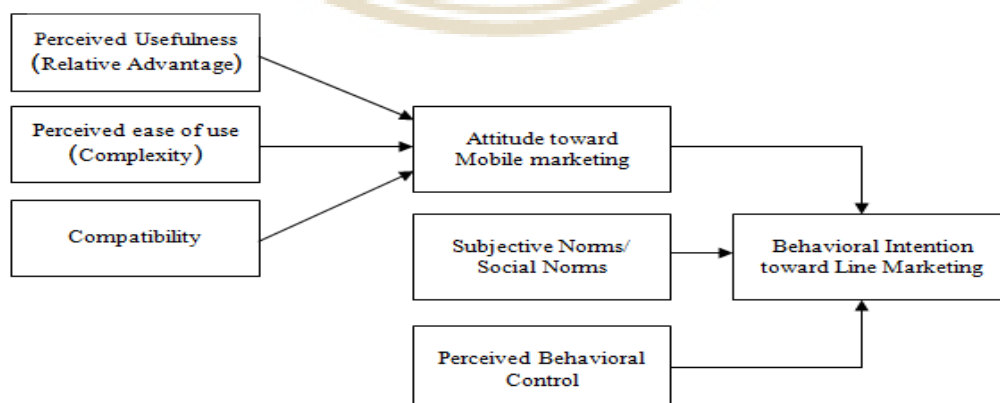 Perceived Usefulness
(Relative Advantage)
Perceived ease of use
(Complexity)
Compatibility
Attitude toward
Mobile marketing
Subjective Norms/
Social Norms
Perceived Behavioral
Control
Behavioral Intention
toward Line Marketing